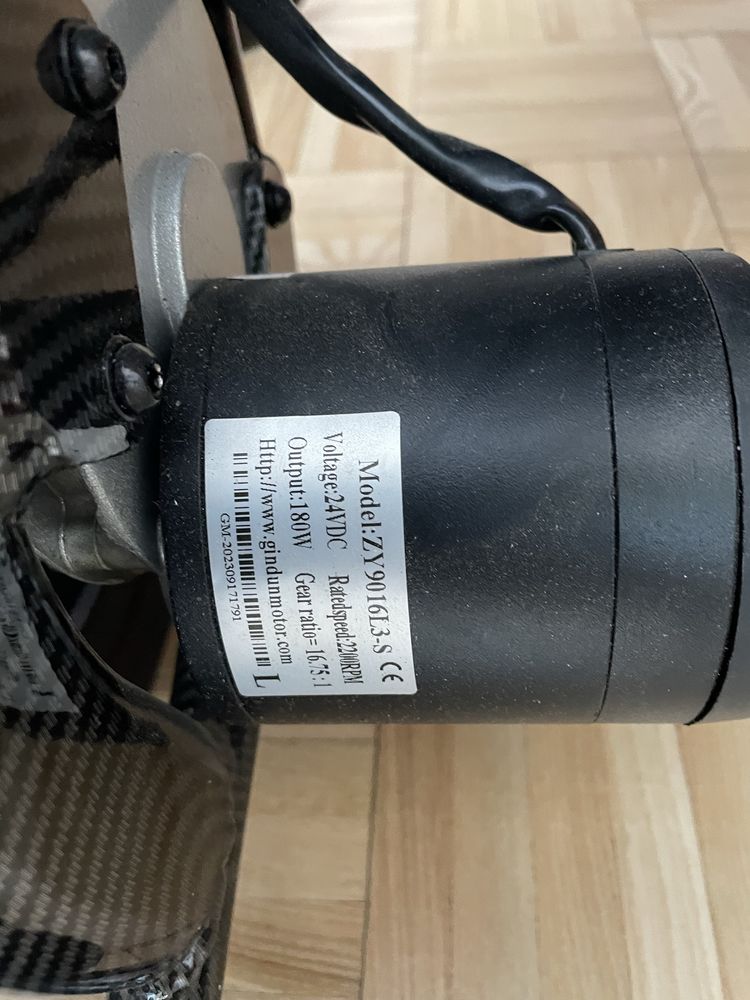 Model:ZY9016L3-S CE
Voltage:24VDC Ratedspeed:2200RPM
Output:180W Gear ratio= 16.75:1
Http://www.gindunmotor.com
GM-202309171791 L